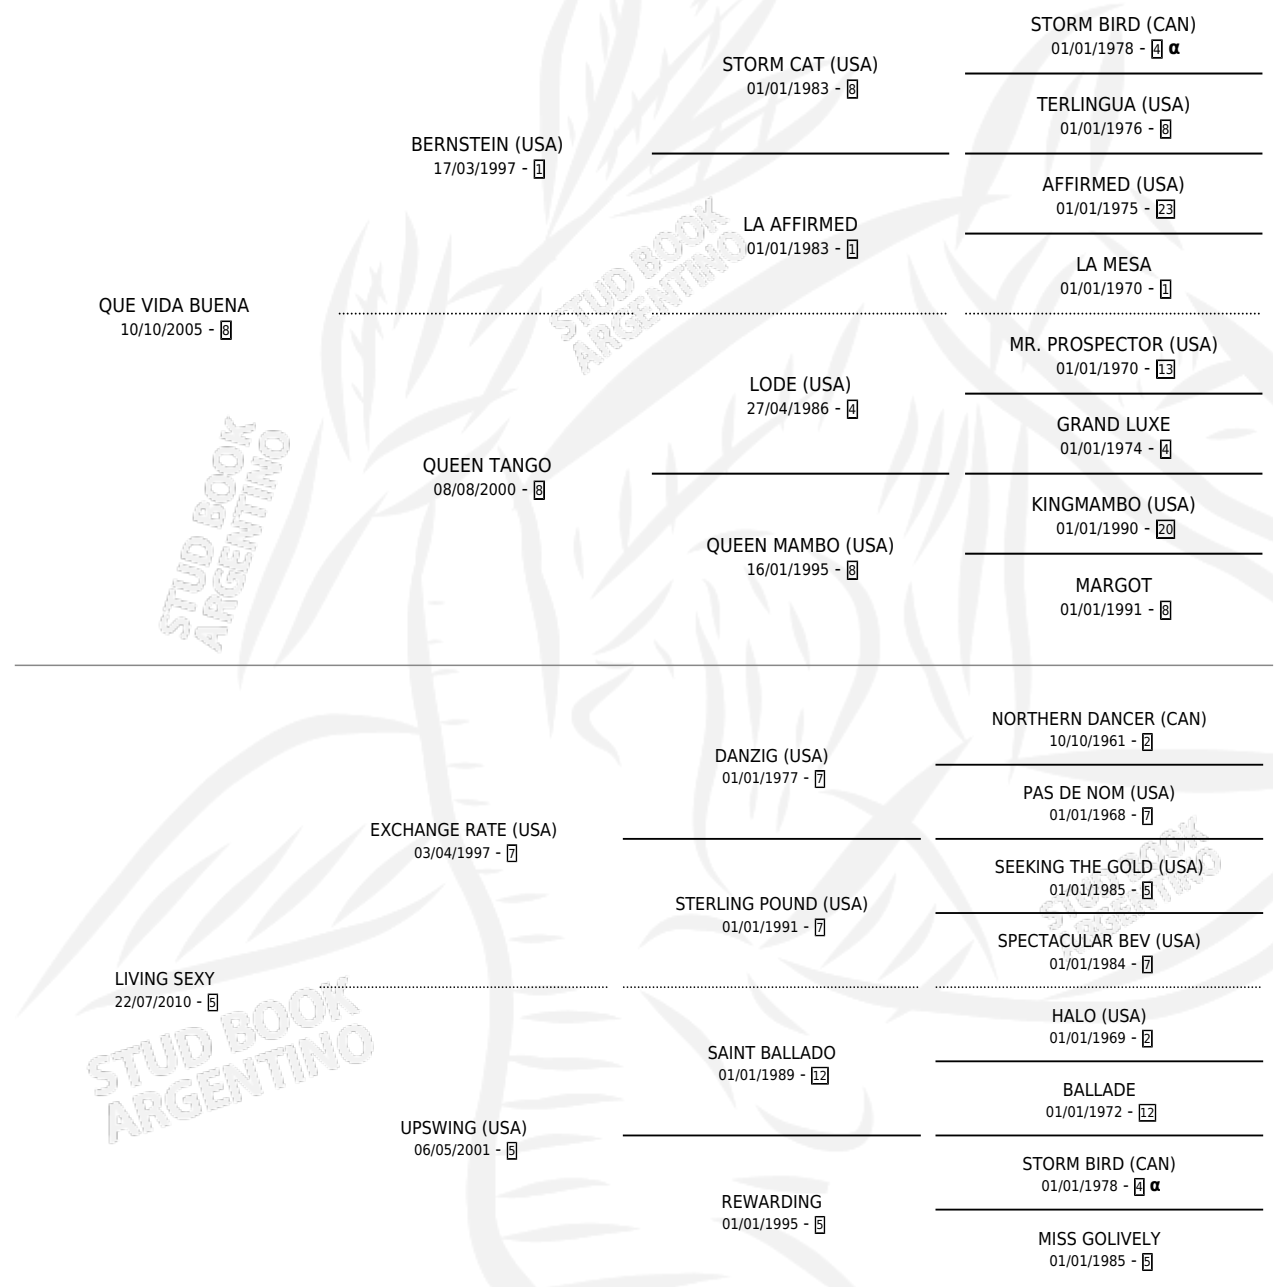 STORM BIRD (CAN)
01/01/1978 - 4 α
STORM CAT (USA)
01/01/1983 - 8
TERLINGUA (USA)
01/01/1976 - 8
BERNSTEIN (USA)
17/03/1997 - 1
AFFIRMED (USA)
01/01/1975 - 23
LA AFFIRMED
01/01/1983 - 1
LA MESA
01/01/1970 - 1
QUE VIDA BUENA
10/10/2005 - 8
MR. PROSPECTOR (USA)
01/01/1970 - 13
LODE (USA)
27/04/1986 - 4
GRAND LUXE
01/01/1974 - 4
QUEEN TANGO
08/08/2000 - 8
KINGMAMBO (USA)
01/01/1990 - 20
QUEEN MAMBO (USA)
16/01/1995 - 8
MARGOT
01/01/1991 - 8
NORTHERN DANCER (CAN)
10/10/1961 - 2
DANZIG (USA)
01/01/1977 - 7
PAS DE NOM (USA)
01/01/1968 - 7
EXCHANGE RATE (USA)
03/04/1997 - 7
SEEKING THE GOLD (USA)
01/01/1985 - 5
STERLING POUND (USA)
01/01/1991 - 7
SPECTACULAR BEV (USA)
01/01/1984 - 7
LIVING SEXY
22/07/2010 - 5
HALO (USA)
01/01/1969 - 2
SAINT BALLADO
01/01/1989 - 12
BALLADE
01/01/1972 - 12
UPSWING (USA)
06/05/2001 - 5
STORM BIRD (CAN)
01/01/1978 - 4 α
REWARDING
01/01/1995 - 5
MISS GOLIVELY
01/01/1985 - 5
STUD BOOK
ARGENTINO
STUD BOOK
ARGENTINO
STUD BOOK
ARGENTINO
STUD BOOK
ARGENTINO